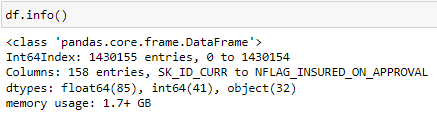 df.info()
<class 'pandas.core.frame.DataFrame'>
Int64Index: 1430155 entries, 0 to 1430154
Columns: 158 entries, SK_ID_CURR to NFLAG_INSURED_ON_APPROVAL
dtypes: float64(85), int64(41), object(32)
memory usage: 1.7+ GB